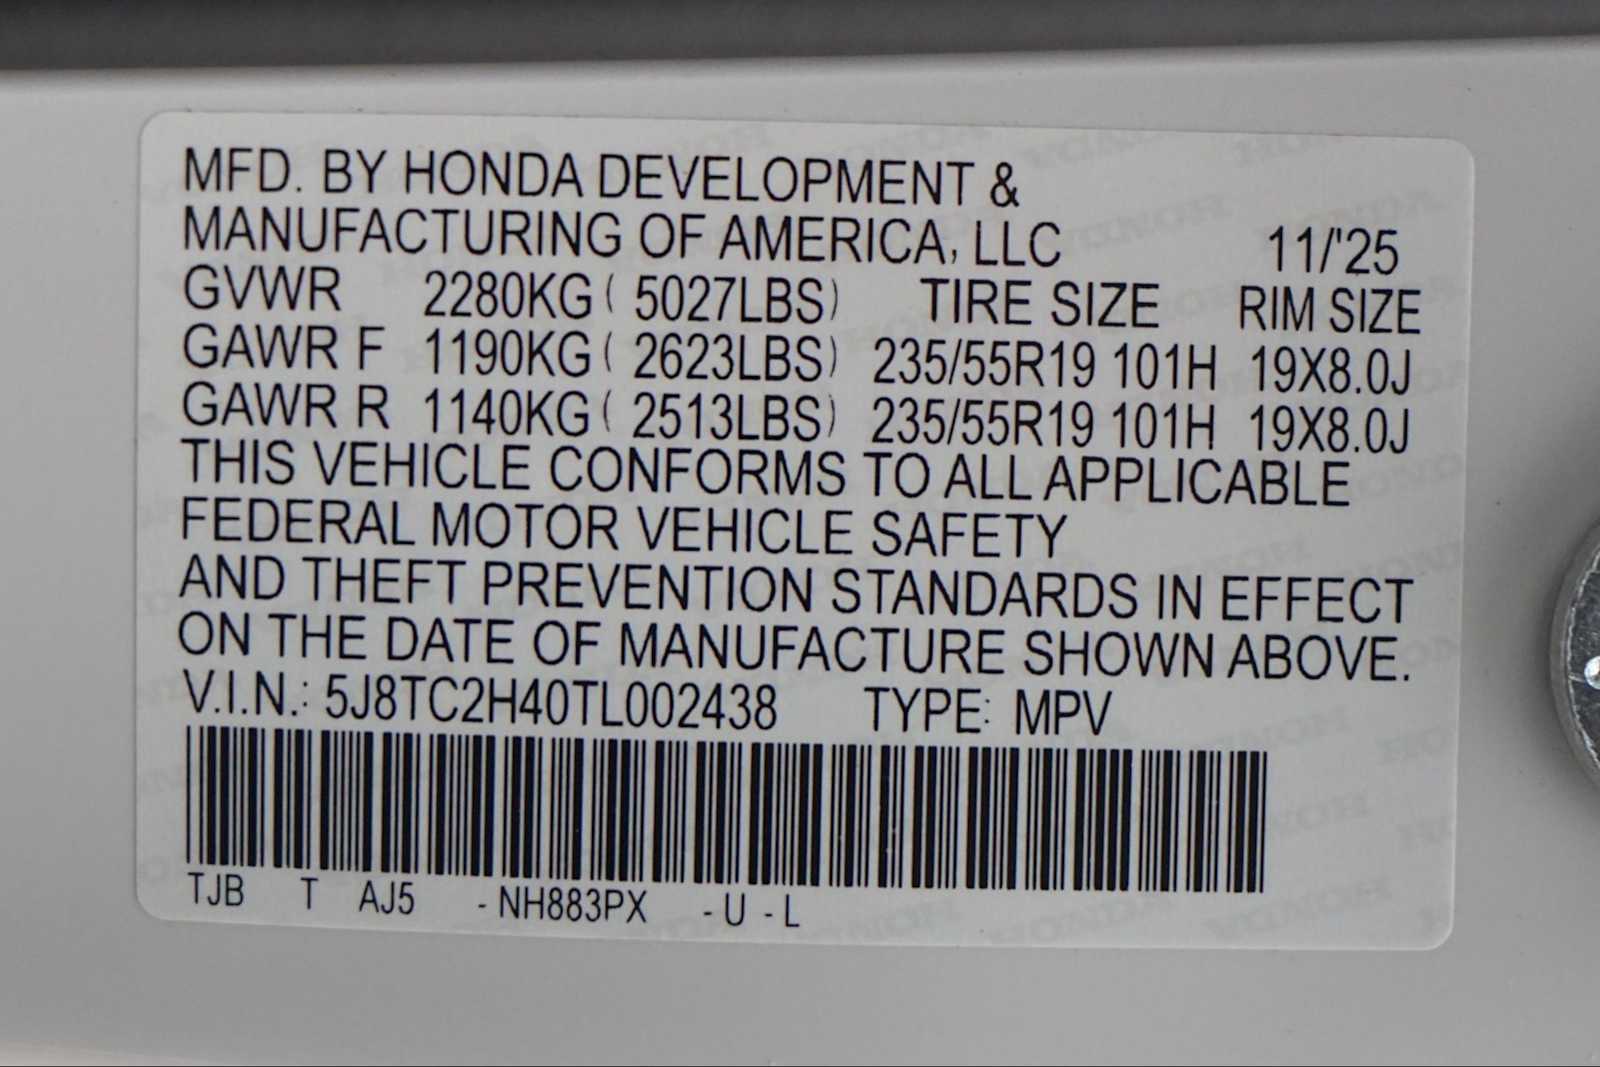 MFD. BY HONDA DEVELOPMENT &
MANUFACTURING OF AMERICA, LLC 11/'25
GVWR 2280KG ( 5027LBS) TIRE SIZE RIM SIZE
GAWR F 1190KG ( 2623LBS) 235/55R19 101H 19X8.0J
GAWR R 1140KG ( 2513LBS) 235/55R19 101H 19X8.0J
THIS VEHICLE CONFORMS TO ALL APPLICABLE
FEDERAL MOTOR VEHICLE SAFETY
AND THEFT PREVENTION STANDARDS IN EFFECT
ON THE DATE OF MANUFACTURE SHOWN ABOVE.
V.I.N.: 5J8TC2H40TL002438 TYPE: MPV
TJB T AJ5 - NH883PX - U - L